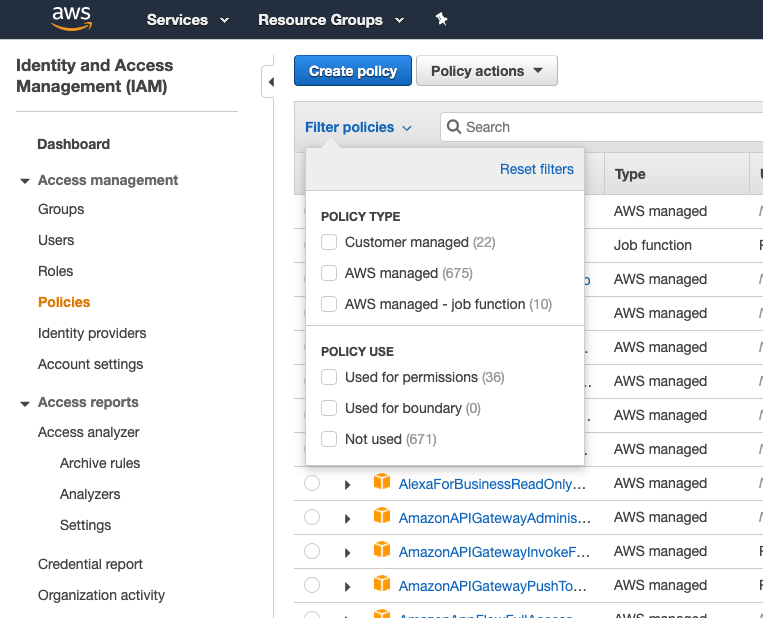 aws
Services
Resource Groups
Identity and Access
Management (IAM)
Dashboard
Access management
Groups
Users
Roles
Policies
Identity providers
Account settings
Access reports
Access analyzer
Archive rules
Analyzers
Settings
Credential report
Organization activity
Create policy
Policy actions
Filter policies
Search
Reset filters
POLICY TYPE
Customer managed (22)
AWS managed (675)
AWS managed - job function (10)
POLICY USE
Used for permissions (36)
Used for boundary (0)
Not used (671)
Type
AWS managed
Job function
AWS managed
AWS managed
AWS managed
AWS managed
AWS managed
AWS managed
AlexaForBusinessReadOnly... AWS managed
AmazonAPIGatewayAdminis... AWS managed
AmazonAPIGatewayInvokeF... AWS managed
AmazonAPIGatewayPushTo... AWS managed